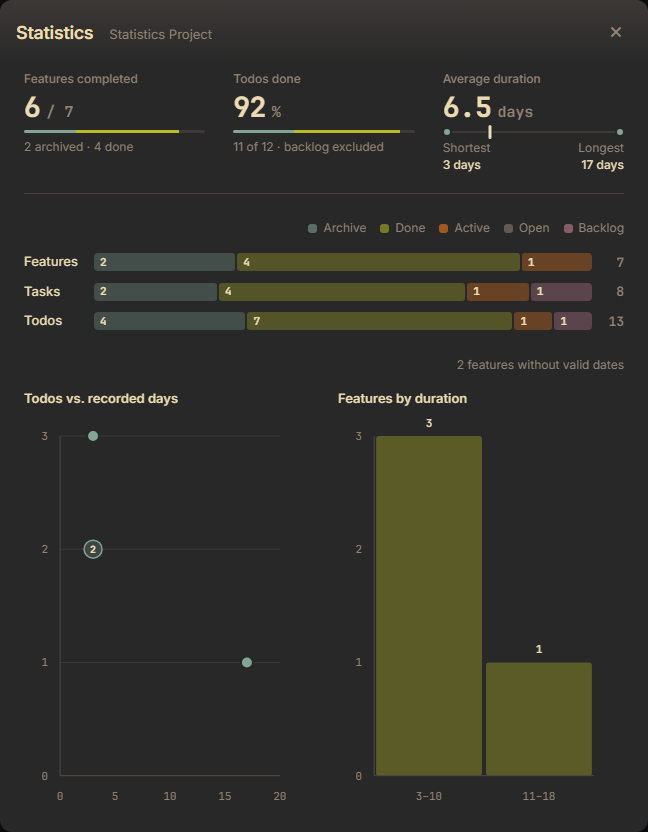 Statistics Statistics Project ✕
Features completed Todos done Average duration
6 / 7 92 % 6.5 days
2 archived · 4 done 11 of 12 · backlog excluded Shortest Longest
3 days 17 days
Archive Done Active Open Backlog
Features 2 4 1 7
Tasks 2 4 1 1 8
Todos 4 7 1 1 13
2 features without valid dates
Todos vs. recorded days Features by duration
3
3 3
2 2 2
1
1 1
0 0
0 5 10 15 20 3–10 11–18